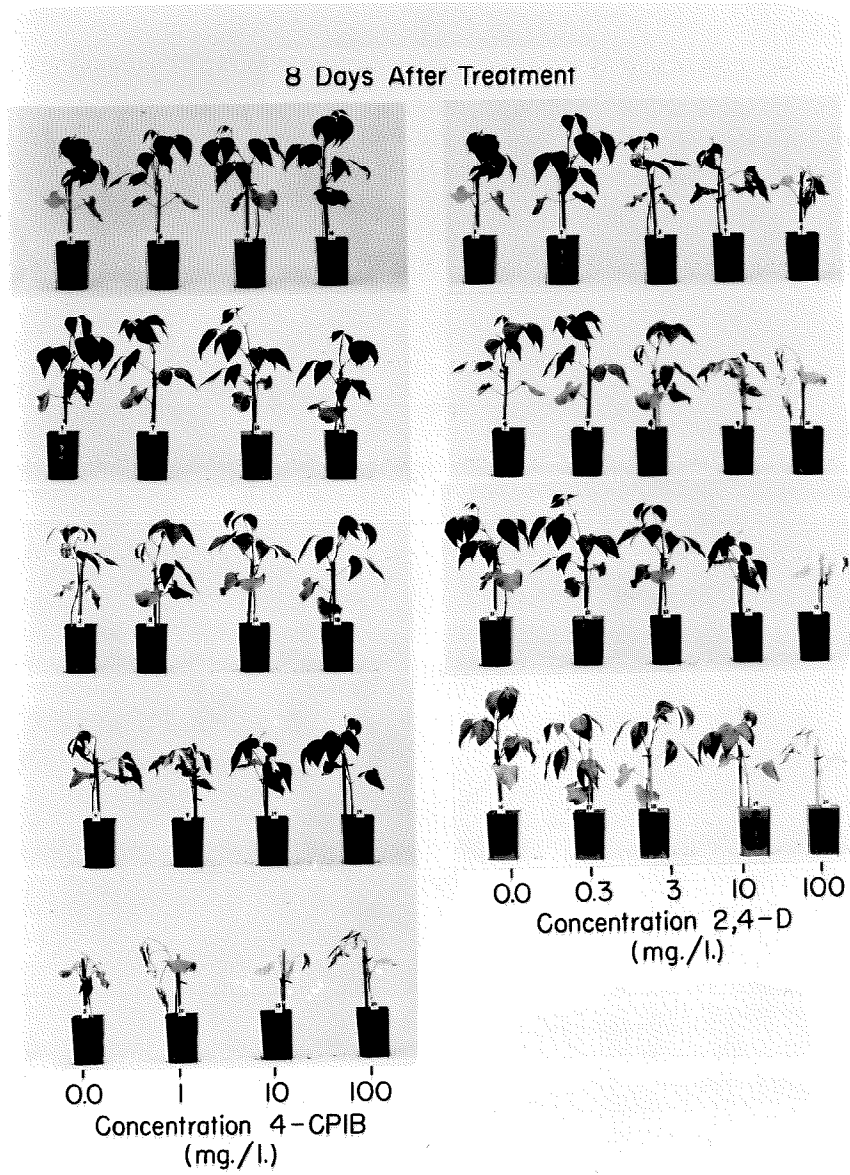 8 Days After Treatment
0.0 0.3 3 10 100
Concentration 2,4-D
(mg./l.)
0.0 1 10 100
Concentration 4-CPIB
(mg./l.)